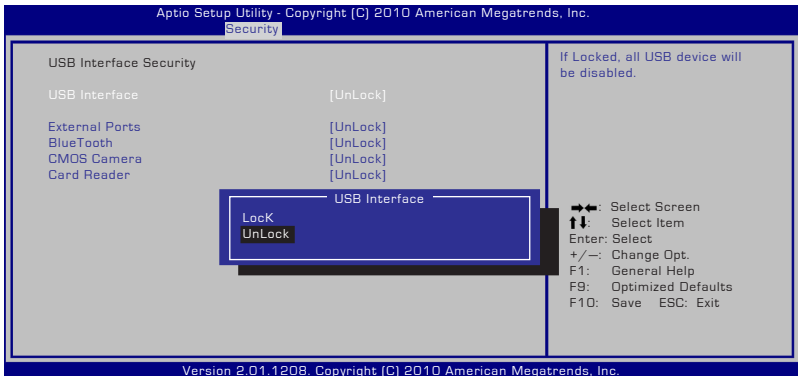 Aptio Setup Utility - Copyright (C) 2010 American Megatrends, Inc.
Security
USB Interface Security
USB Interface [UnLock]
External Ports [UnLock]
BlueTooth [UnLock]
CMOS Camera [UnLock]
Card Reader [UnLock]
USB Interface
LocK
UnLock
If Locked, all USB device will
be disabled.
→←: Select Screen
↑↓: Select Item
Enter: Select
+/—: Change Opt.
F1: General Help
F9: Optimized Defaults
F10: Save ESC: Exit
Version 2.01.1208. Copyright (C) 2010 American Megatrends, Inc.